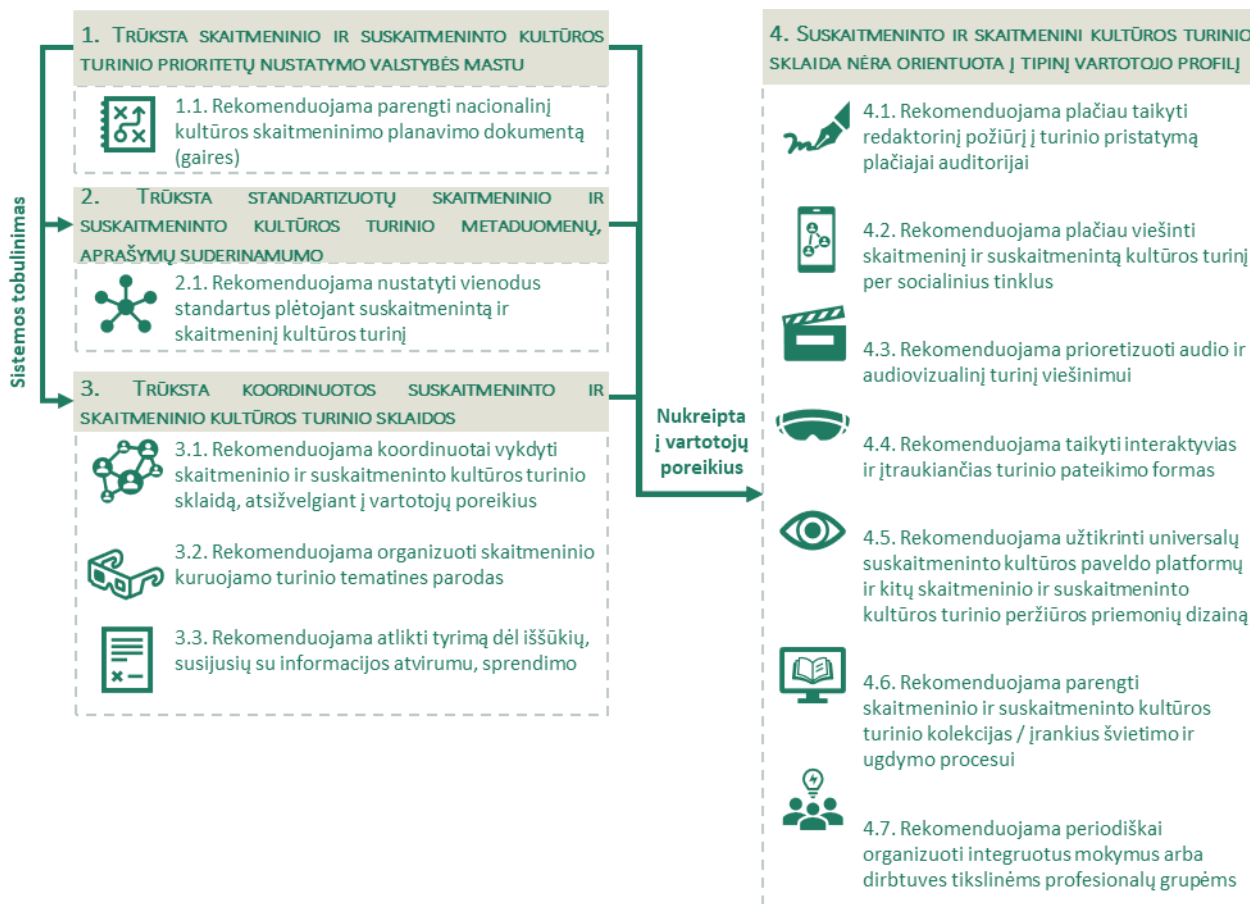 1. TRŪKSTA SKAITMENINIO IR SUSKAITMENINTO KULTŪROS
TURINIO PRIORITETŲ NUSTATYMO VALSTYBĖS MASTU
1.1. Rekomenduojama parengti nacionalinį
kultūros skaitmeninimo planavimo dokumentą
(gaires)
2. TRŪKSTA STANDARTIZUOTŲ SKAITMENINIO IR
SUSKAITMENINTO KULTŪROS TURINIO METADUOMENŲ,
APRAŠYMŲ SUDERINAMUMO
2.1. Rekomenduojama nustatyti vienodus
standartus plėtojant suskaitmenintą ir
skaitmeninį kultūros turinį
3. TRŪKSTA KOORDINUOTOS SUSKAITMENINTO IR
SKAITMENINIO KULTŪROS TURINIO SKLAIDOS
3.1. Rekomenduojama koordinuotai vykdyti
skaitmeninio ir suskaitmeninto kultūros turinio
sklaidą, atsižvelgiant į vartotojų poreikius
3.2. Rekomenduojama organizuoti skaitmeninio
kuruojamo turinio tematines parodas
3.3. Rekomenduojama atlikti tyrimą dėl iššūkių,
susijusių su informacijos atvirumu, sprendimo
Sistemos tobulinimas
Nukreipta
į vartotojų
poreikius
4. SUSKAITMENINTO IR SKAITMENINI KULTŪROS TURINIO
SKLAIDA NĖRA ORIENTUOTA Į TIPINĮ VARTOTOJO PROFILĮ
4.1. Rekomenduojama plačiau taikyti
redaktorinį požiūrį į turinio pristatymą
plačiajai auditorijai
4.2. Rekomenduojama plačiau viešinti
skaitmeninį ir suskaitmenintą kultūros turinį
per socialinius tinklus
4.3. Rekomenduojama prioretizuoti audio ir
audiovizualinį turinį viešinimui
4.4. Rekomenduojama taikyti interaktyvias
ir įtraukiančias turinio pateikimo formas
4.5. Rekomenduojama užtikrinti universalų
suskaitmeninto kultūros paveldo platformų
ir kitų skaitmeninio ir suskaitmeninto
kultūros turinio peržiūros priemonių dizainą
4.6. Rekomenduojama parengti
skaitmeninio ir suskaitmeninto kultūros
turinio kolekcijas / įrankius švietimo ir
ugdymo procesui
4.7. Rekomenduojama periodiškai
organizuoti integruotus mokymus arba
dirbtuves tikslinėms profesionalų grupėms